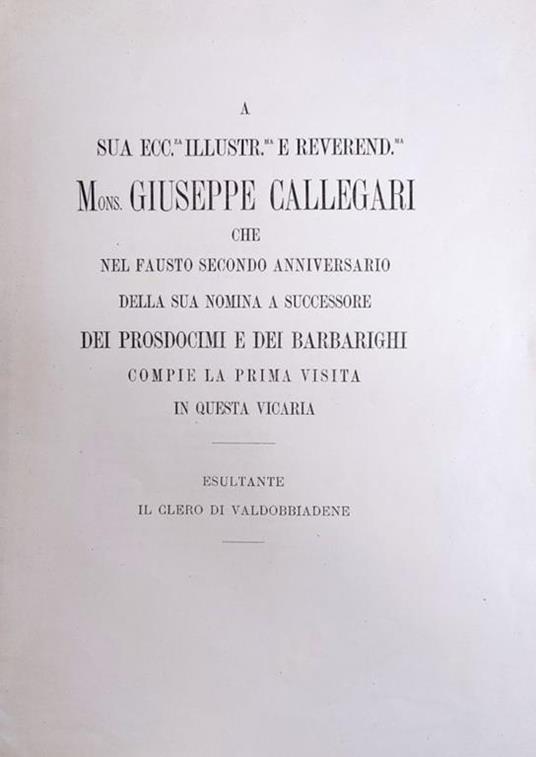 A
SUA ECC.ZA ILLUSTR.MA E REVEREND.MA
MONS. GIUSEPPE CALLEGARI
CHE
NEL FAUSTO SECONDO ANNIVERSARIO
DELLA SUA NOMINA A SUCCESSORE
DEI PROSDOCIMI E DEI BARBARIGHI
COMPIE LA PRIMA VISITA
IN QUESTA VICARIA
ESULTANTE
IL CLERO DI VALDOBBIADENE